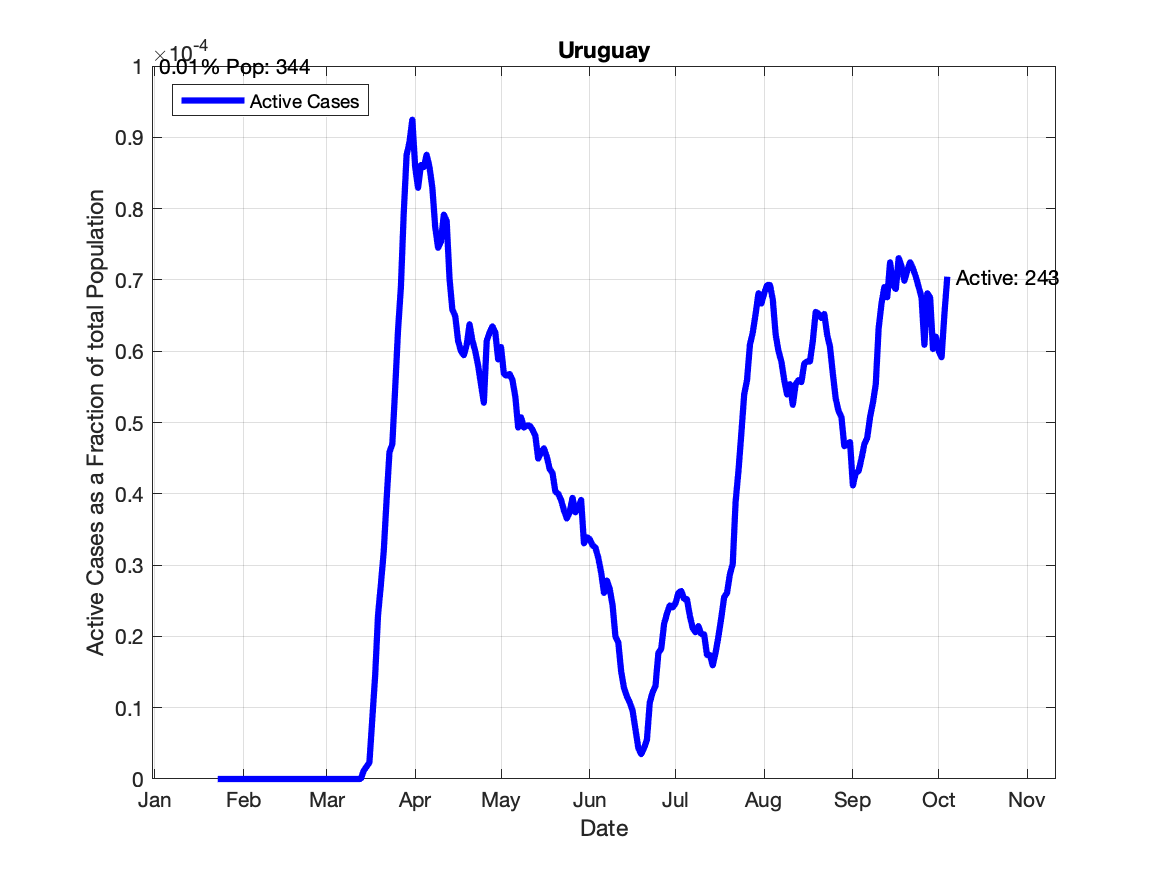 Uruguay
×10-4
0.01% Pop: 344
Active Cases
Active: 243
Active Cases as a Fraction of total Population
1
0.9
0.8
0.7
0.6
0.5
0.4
0.3
0.2
0.1
0
Jan Feb Mar Apr May Jun Jul Aug Sep Oct Nov
Date